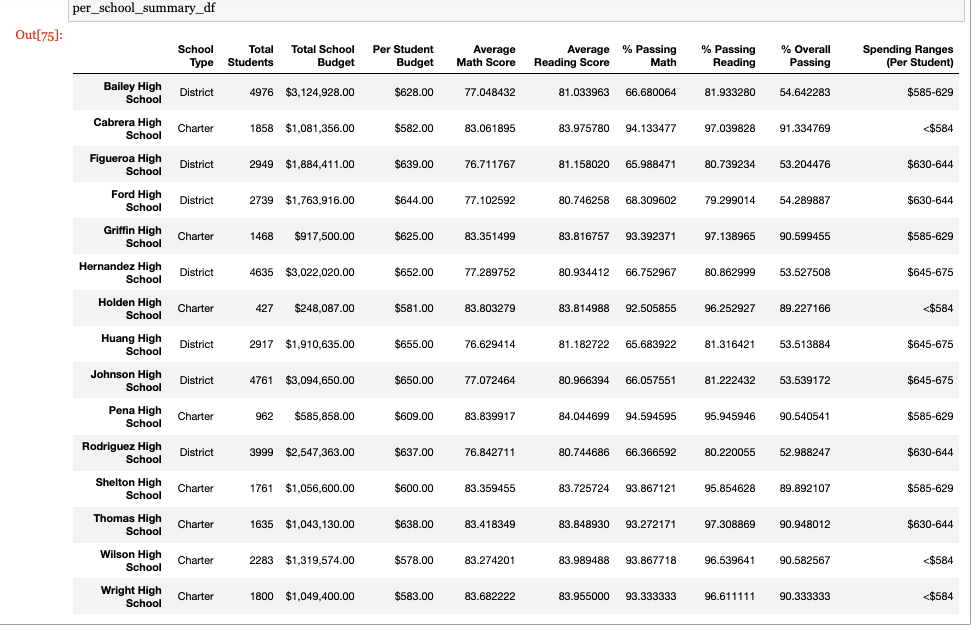 per_school_summary_df
Out[75]:
School Type Total Students Total School Budget Per Student Budget Average Math Score Average Reading Score % Passing Math % Passing Reading % Overall Passing Spending Ranges (Per Student)
Bailey High School District 4976 $3,124,928.00 $628.00 77.048432 81.033963 66.680064 81.933280 54.642283 $585-629
Cabrera High School Charter 1858 $1,081,356.00 $582.00 83.061895 83.975780 94.133477 97.039828 91.334769 <$584
Figueroa High School District 2949 $1,884,411.00 $639.00 76.711767 81.158020 65.988471 80.739234 53.204476 $630-644
Ford High School District 2739 $1,763,916.00 $644.00 77.102592 80.746258 68.309602 79.299014 54.289887 $630-644
Griffin High School Charter 1468 $917,500.00 $625.00 83.351499 83.816757 93.392371 97.138965 90.599455 $585-629
Hernandez High School District 4635 $3,022,020.00 $652.00 77.289752 80.934412 66.752967 80.862999 53.527508 $645-675
Holden High School Charter 427 $248,087.00 $581.00 83.803279 83.814988 92.505855 96.252927 89.227166 <$584
Huang High School District 2917 $1,910,635.00 $655.00 76.629414 81.182722 65.683922 81.316421 53.513884 $645-675
Johnson High School District 4761 $3,094,650.00 $650.00 77.072464 80.966394 66.057551 81.222432 53.539172 $645-675
Pena High School Charter 962 $585,858.00 $609.00 83.839917 84.044699 94.594595 95.945946 90.540541 $585-629
Rodriguez High School District 3999 $2,547,363.00 $637.00 76.842711 80.744686 66.366592 80.220055 52.988247 $630-644
Shelton High School Charter 1761 $1,056,600.00 $600.00 83.359455 83.725724 93.867121 95.854628 89.892107 $585-629
Thomas High School Charter 1635 $1,043,130.00 $638.00 83.418349 83.848930 93.272171 97.308869 90.948012 $630-644
Wilson High School Charter 2283 $1,319,574.00 $578.00 83.274201 83.989488 93.867718 96.539641 90.582567 <$584
Wright High School Charter 1800 $1,049,400.00 $583.00 83.682222 83.955000 93.333333 96.611111 90.333333 <$584